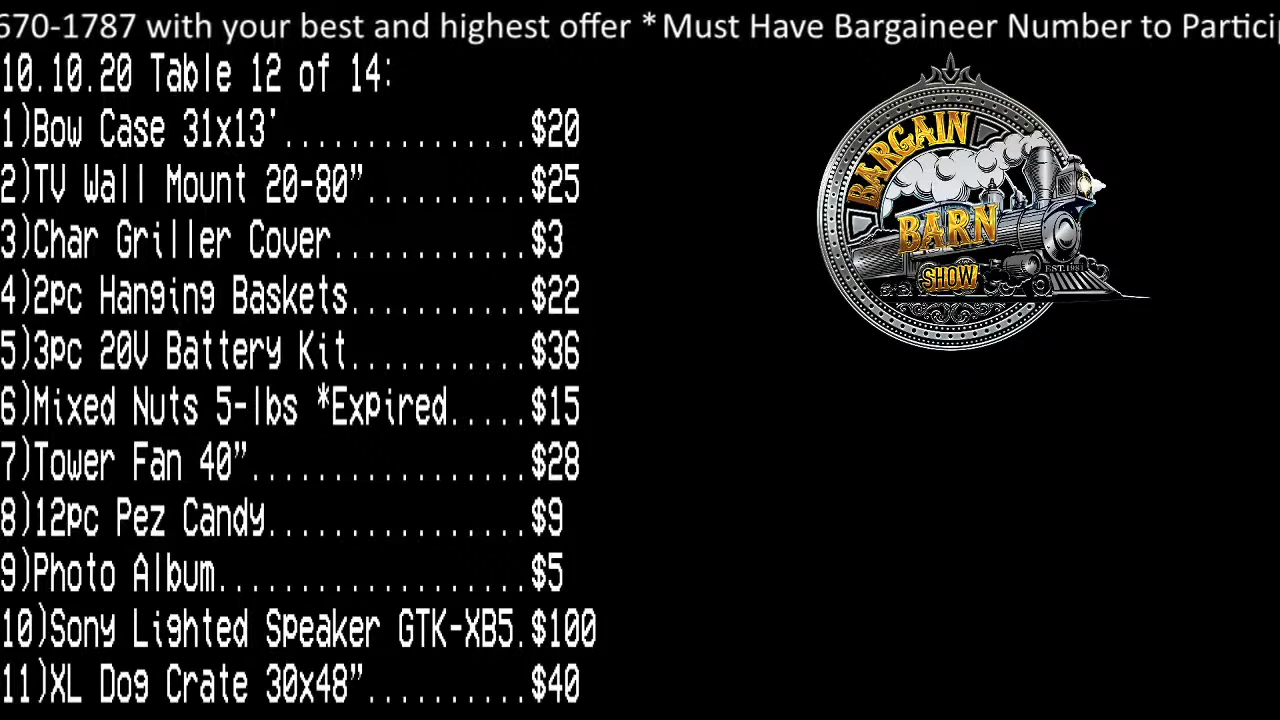 670-1787 with your best and highest offer *Must Have Bargaineer Number to Partici
10.10.20 Table 12 of 14:
1)Bow Case 31x13'...............$20
2)TV Wall Mount 20-80”..........$25
3)Char Griller Cover............$3
4)2pc Hanging Baskets...........$22
5)3pc 20V Battery Kit...........$36
6)Mixed Nuts 5-lbs *Expired.....$15
7)Tower Fan 40”.................$28
8)12pc Pez Candy................$9
9)Photo Album...................$5
10)Sony Lighted Speaker GTK-XB5.$100
11)XL Dog Crate 30x48”..........$40
BARGAIN
BARN
SHOW
EST.1981